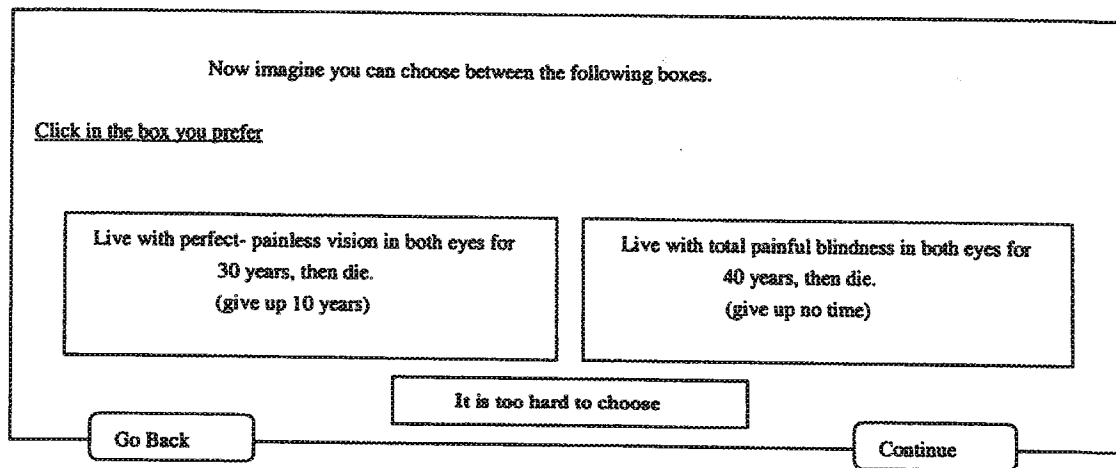 Now imagine you can choose between the following boxes.
Click in the box you prefer
Live with perfect- painless vision in both eyes for
30 years, then die.
(give up 10 years)
Live with total painful blindness in both eyes for
40 years, then die.
(give up no time)
It is too hard to choose
Go Back
Continue